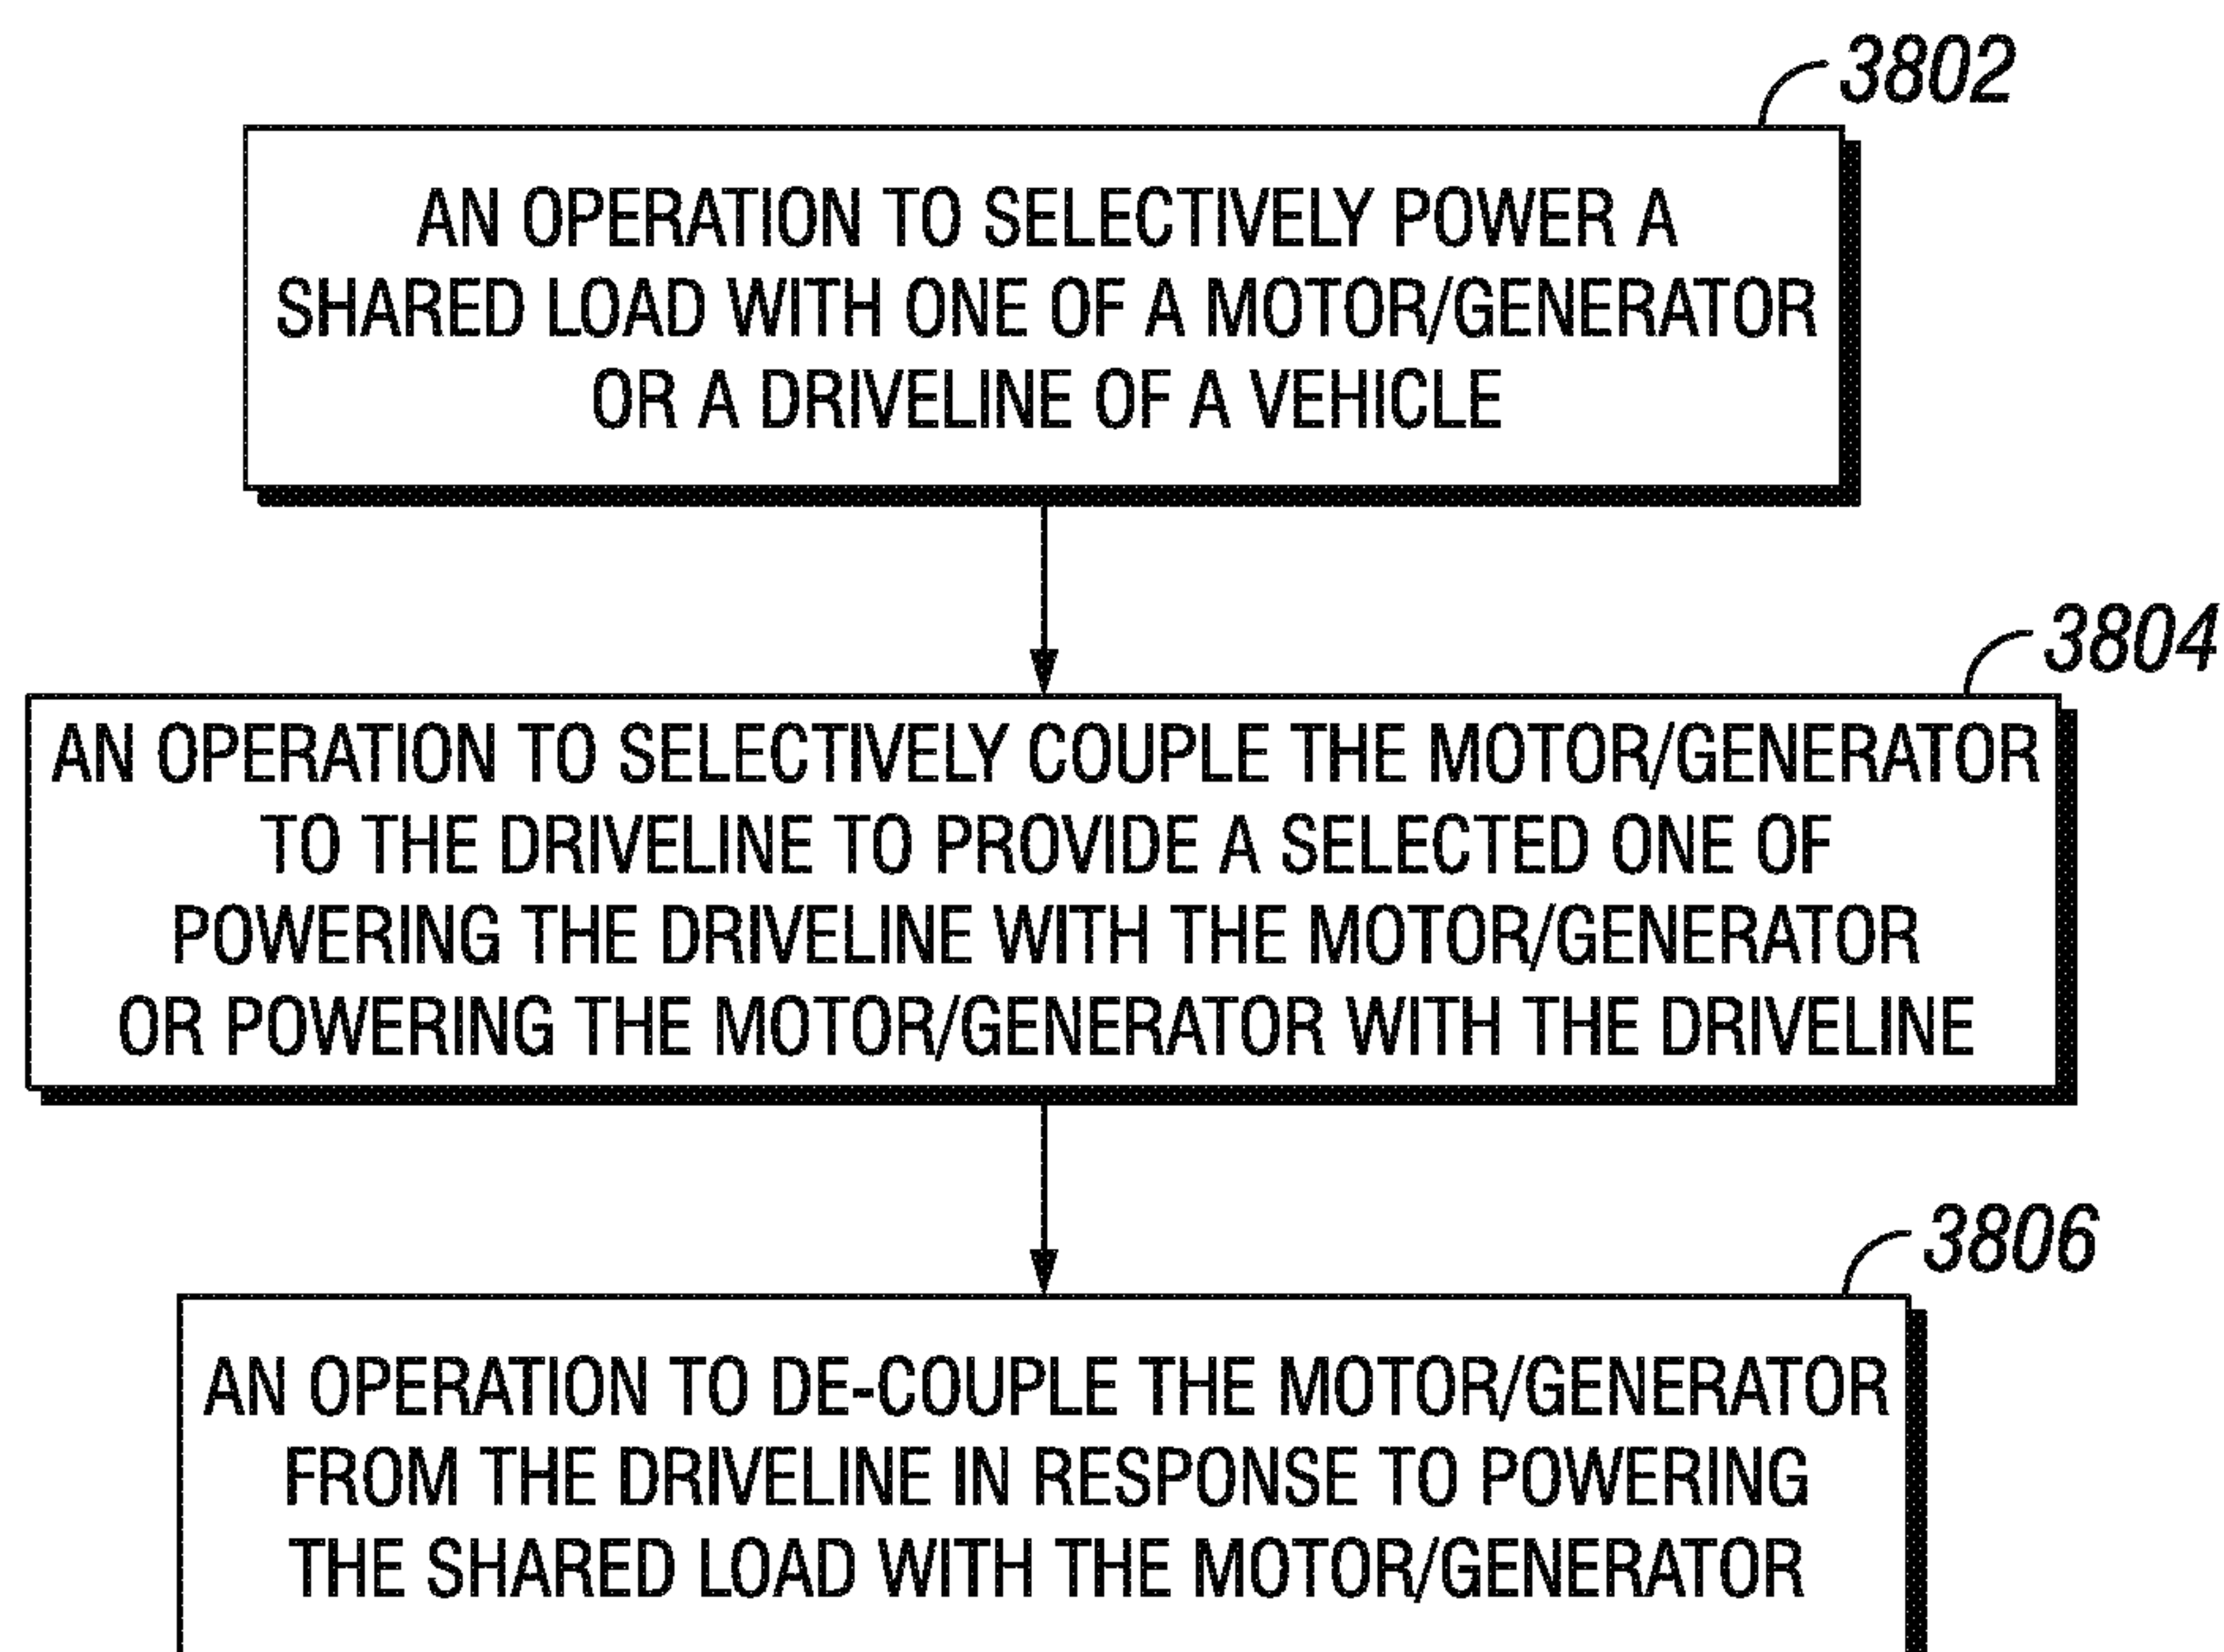 3802
AN OPERATION TO SELECTIVELY POWER A
SHARED LOAD WITH ONE OF A MOTOR/GENERATOR
OR A DRIVELINE OF A VEHICLE
3804
AN OPERATION TO SELECTIVELY COUPLE THE MOTOR/GENERATOR
TO THE DRIVELINE TO PROVIDE A SELECTED ONE OF
POWERING THE DRIVELINE WITH THE MOTOR/GENERATOR
OR POWERING THE MOTOR/GENERATOR WITH THE DRIVELINE
3806
AN OPERATION TO DE-COUPLE THE MOTOR/GENERATOR
FROM THE DRIVELINE IN RESPONSE TO POWERING
THE SHARED LOAD WITH THE MOTOR/GENERATOR